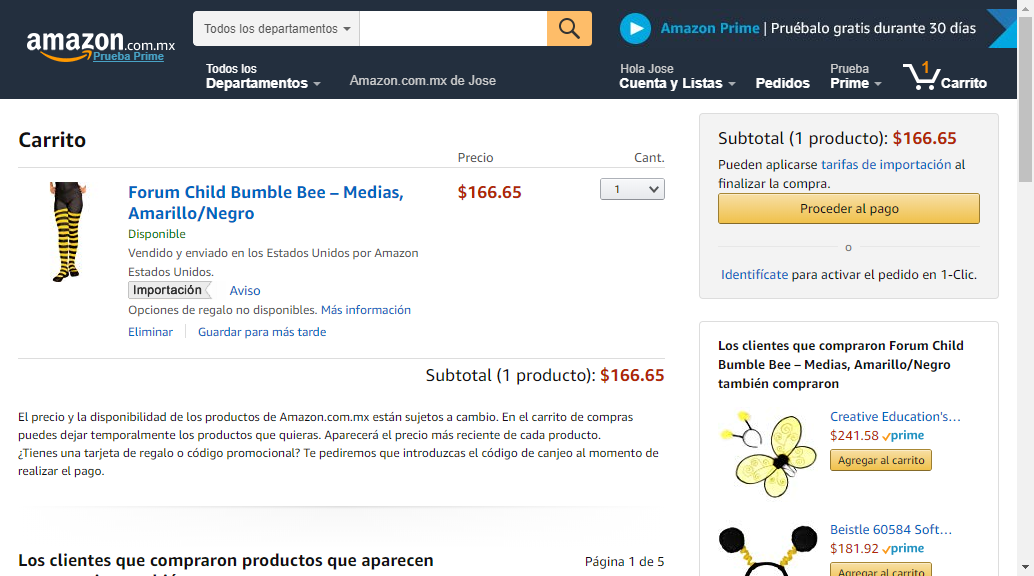 amazon.com.mx
Prueba Prime
Todos los departamentos
Amazon Prime | Pruébalo gratis durante 30 días
Todos los
Departamentos
Amazon.com.mx de Jose
Hola Jose
Cuenta y Listas
Pedidos
Prueba
Prime
1
Carrito
Carrito
Precio
Cant.
Forum Child Bumble Bee – Medias,
Amarillo/Negro
$166.65
1
Disponible
Vendido y enviado en los Estados Unidos por Amazon
Estados Unidos.
Importación
Aviso
Opciones de regalo no disponibles. Más información
Eliminar
Guardar para más tarde
Subtotal (1 producto): $166.65
El precio y la disponibilidad de los productos de Amazon.com.mx están sujetos a cambio. En el carrito de compras
puedes dejar temporalmente los productos que quieras. Aparecerá el precio más reciente de cada producto.
¿Tienes una tarjeta de regalo o código promocional? Te pediremos que introduzcas el código de canjeo al momento de
realizar el pago.
Los clientes que compraron productos que aparecen
Página 1 de 5
Subtotal (1 producto): $166.65
Pueden aplicarse tarifas de importación al
finalizar la compra.
Proceder al pago
o
Identifícate para activar el pedido en 1-Clic.
Los clientes que compraron Forum Child
Bumble Bee – Medias, Amarillo/Negro
también compraron
Creative Education's...
$241.58 prime
Agregar al carrito
Beistle 60584 Soft...
$181.92 prime
Agregar al carrito